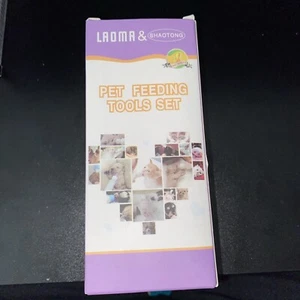 LAOMA & SHAOTONG
PET FEEDING
TOOLS SET